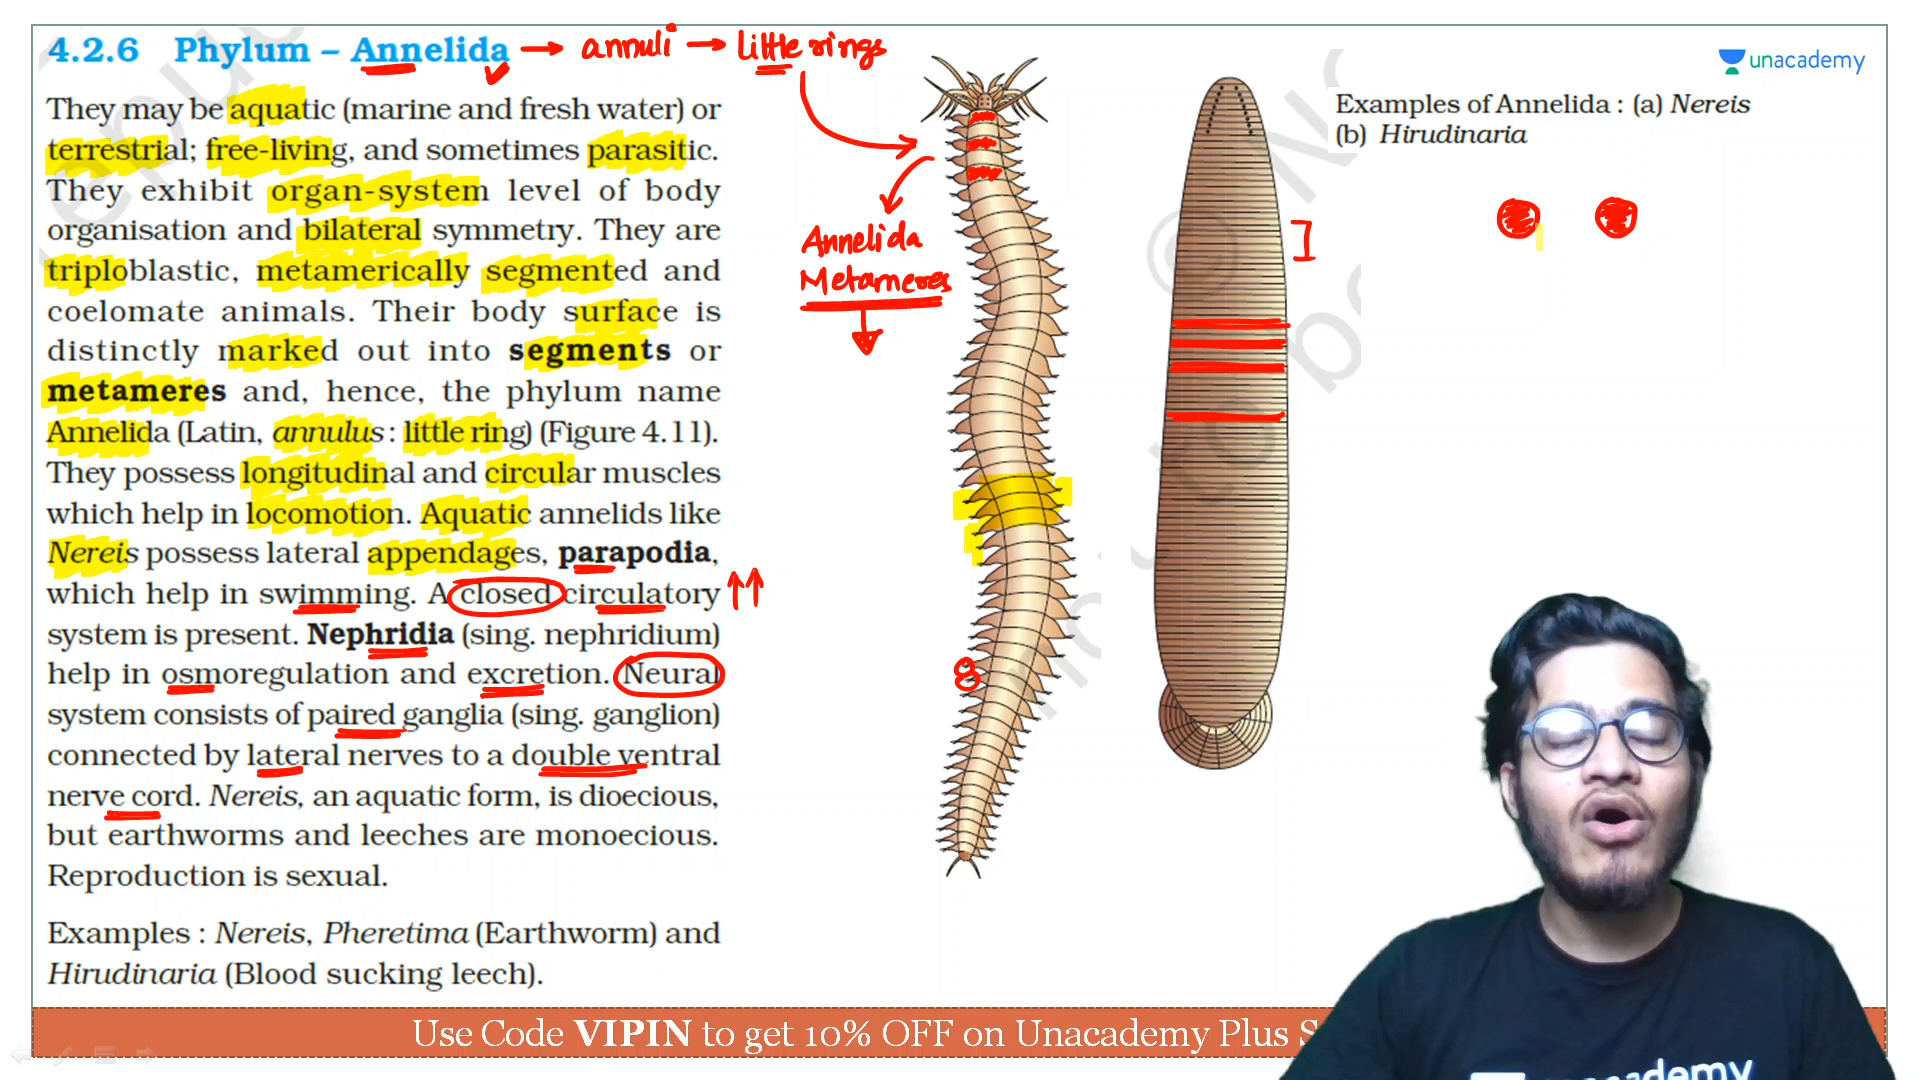 4.2.6 Phylum – Annelida → annuli → little rings
They may be aquatic (marine and fresh water) or
terrestrial; free-living, and sometimes parasitic.
They exhibit organ-system level of body
organisation and bilateral symmetry. They are
triploblastic, metamerically segmented and
coelomate animals. Their body surface is
distinctly marked out into segments or
metameres and, hence, the phylum name
Annelida (Latin, annulus : little ring) (Figure 4.11).
They possess longitudinal and circular muscles
which help in locomotion. Aquatic annelids like
Nereis possess lateral appendages, parapodia,
which help in swimming. A closed circulatory
system is present. Nephridia (sing. nephridium)
help in osmoregulation and excretion. Neural
system consists of paired ganglia (sing. ganglion)
connected by lateral nerves to a double ventral
nerve cord. Nereis, an aquatic form, is dioecious,
but earthworms and leeches are monoecious.
Reproduction is sexual.
Examples : Nereis, Pheretima (Earthworm) and
Hirudinaria (Blood sucking leech).
Annelida
Metameres
8
unacademy
Examples of Annelida : (a) Nereis
(b) Hirudinaria
Use Code VIPIN to get 10% OFF on Unacademy Plus S
unacademy